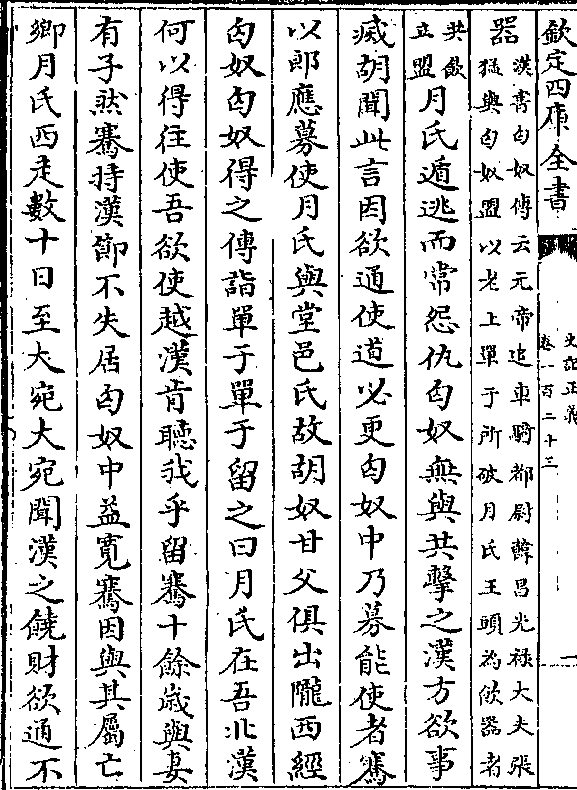 欽定四庫全書
史記正義
卷一百二十三
一
器漢書匈奴傳云元帝遣車騎都尉韓昌光祿大夫張
猛與匈奴盟以老上單于所破月氏王頭為飲器者
共飲
立盟月氏遁逃而常怨仇匈奴無與共擊之漢方欲事
滅胡聞此言因欲通使道必更匈奴中乃募能使者騫
以郎應募使月氏與堂邑氏故胡奴甘父俱出隴西經
匈奴匈奴得之傳詣單于單于留之曰月氏在吾北漢
何以得往使吾欲使越漢肯聽我乎留騫十餘歲與妻
有子然騫持漢節不失居匈奴中益寬騫因與其屬亡
鄉月氏西走數十日至大宛大宛聞漢之饒財欲通不